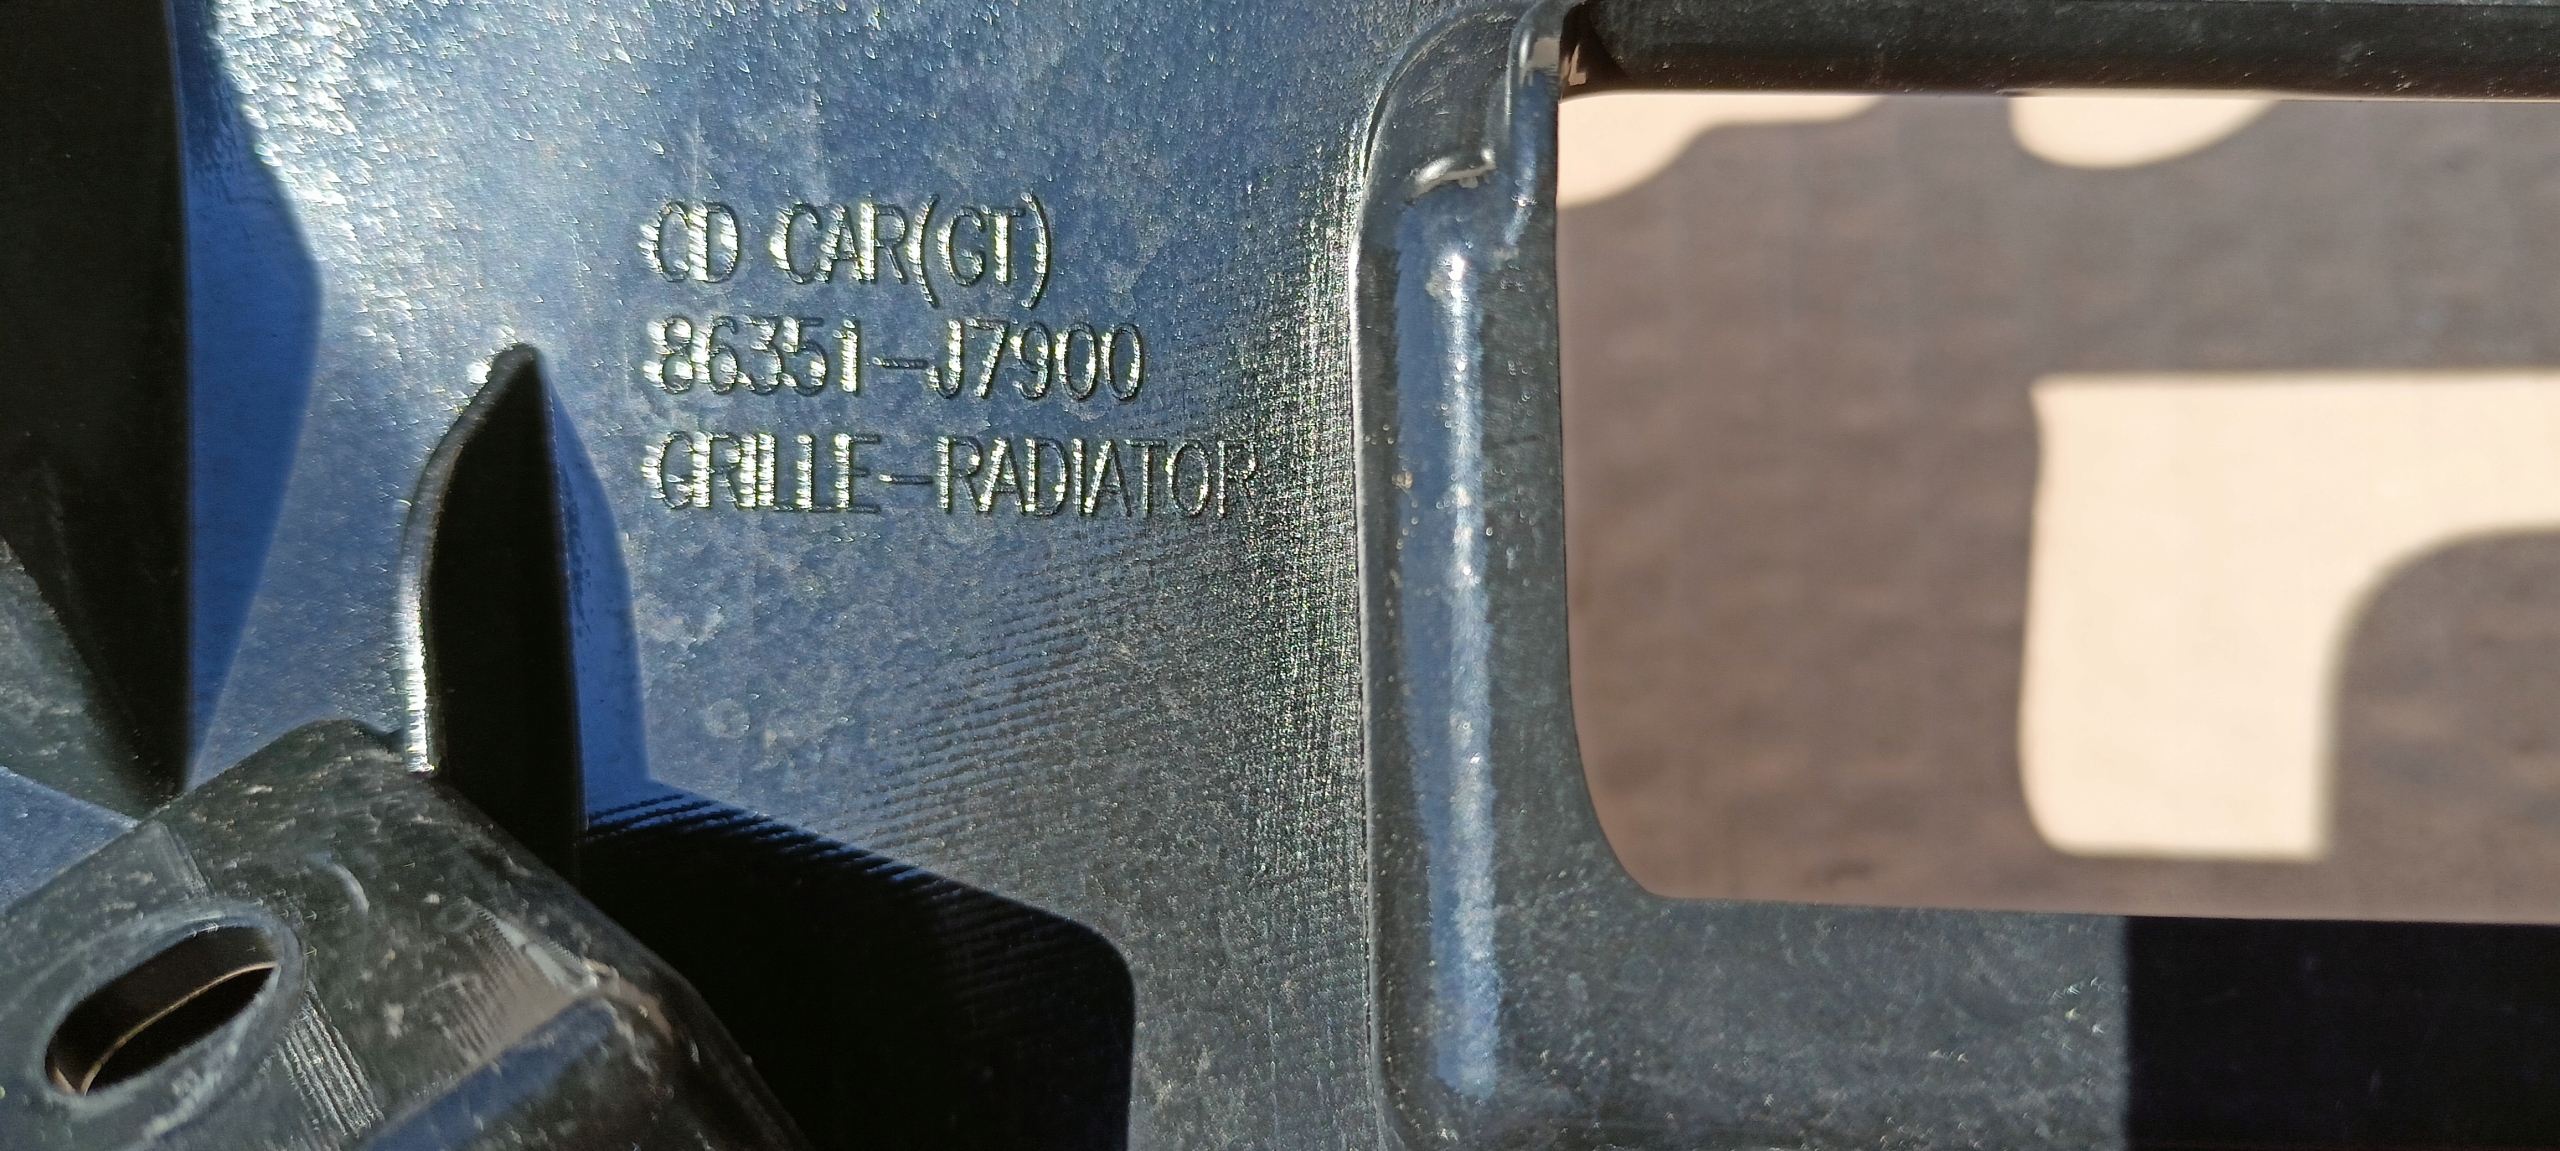 CD CAR(GT)
86351-J7900
GRILLE-RADIATOR